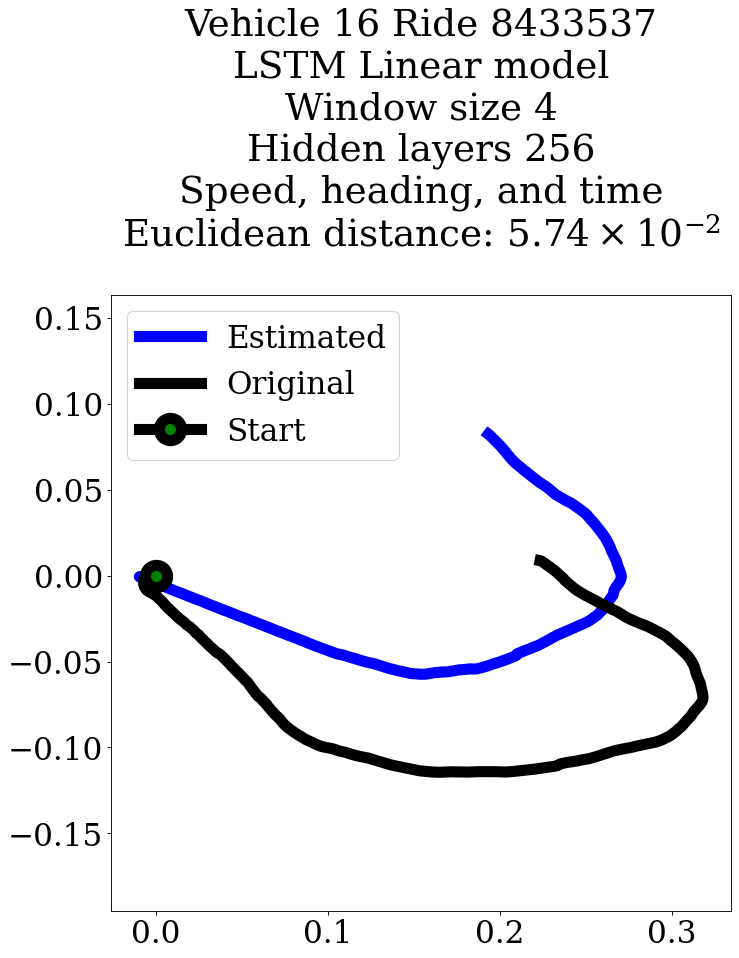 Vehicle 16 Ride 8433537
LSTM Linear model
Window size 4
Hidden layers 256
Speed, heading, and time
Euclidean distance: 5.74 × 10⁻²
Estimated
Original
Start
0.15
0.10
0.05
0.00
−0.05
−0.10
−0.15
0.0 0.1 0.2 0.3